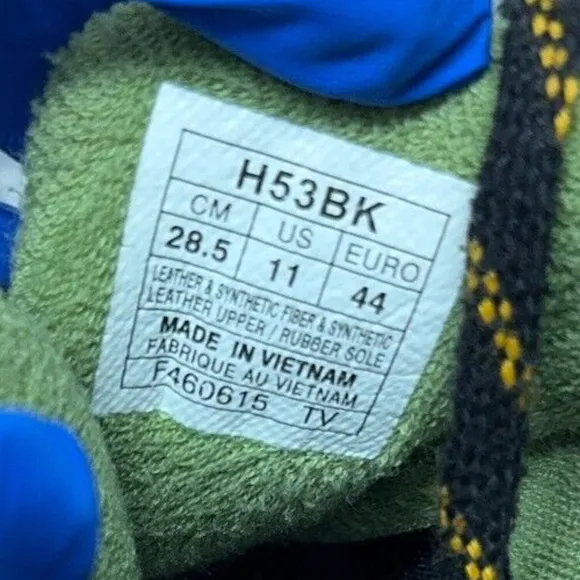 H53BK
CM US EURO
28.5 11 44
LEATHER & SYNTHETIC FIBER & SYNTHETIC
LEATHER UPPER / RUBBER SOLE
MADE IN VIETNAM
FABRIQUE AU VIETNAM
F460615 TV